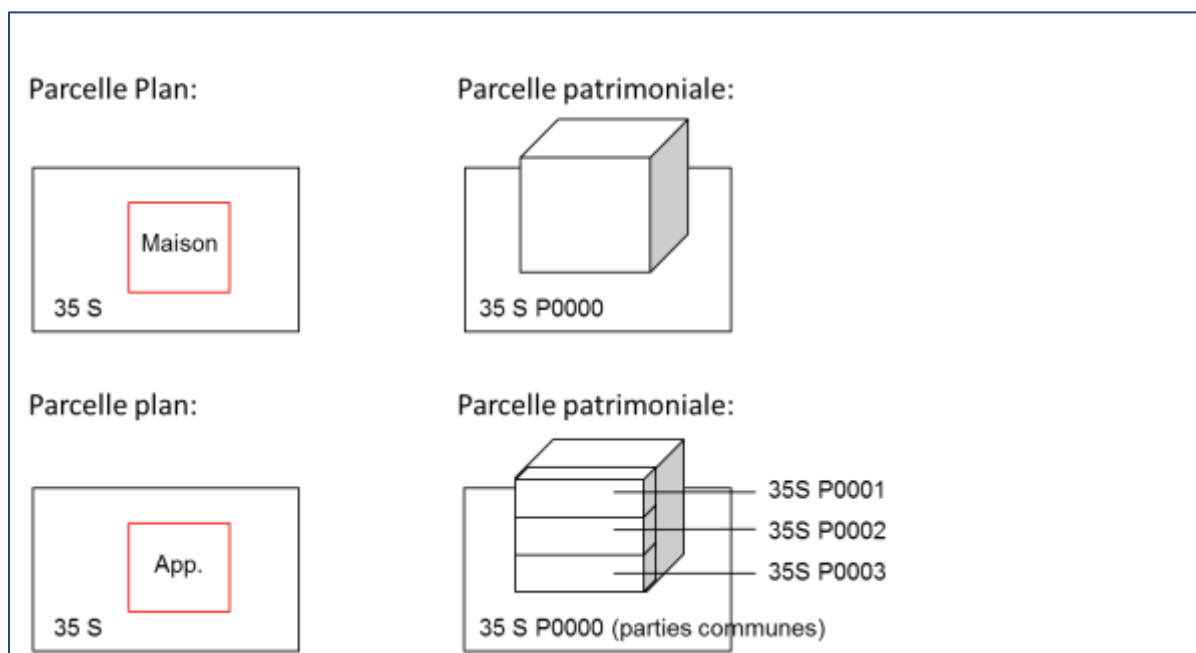 Parcelle Plan:
Parcelle patrimoniale:
Maison
35 S
35 S P0000
Parcelle plan:
Parcelle patrimoniale:
App.
35 S
35S P0001
35S P0002
35S P0003
35 S P0000 (parties communes)